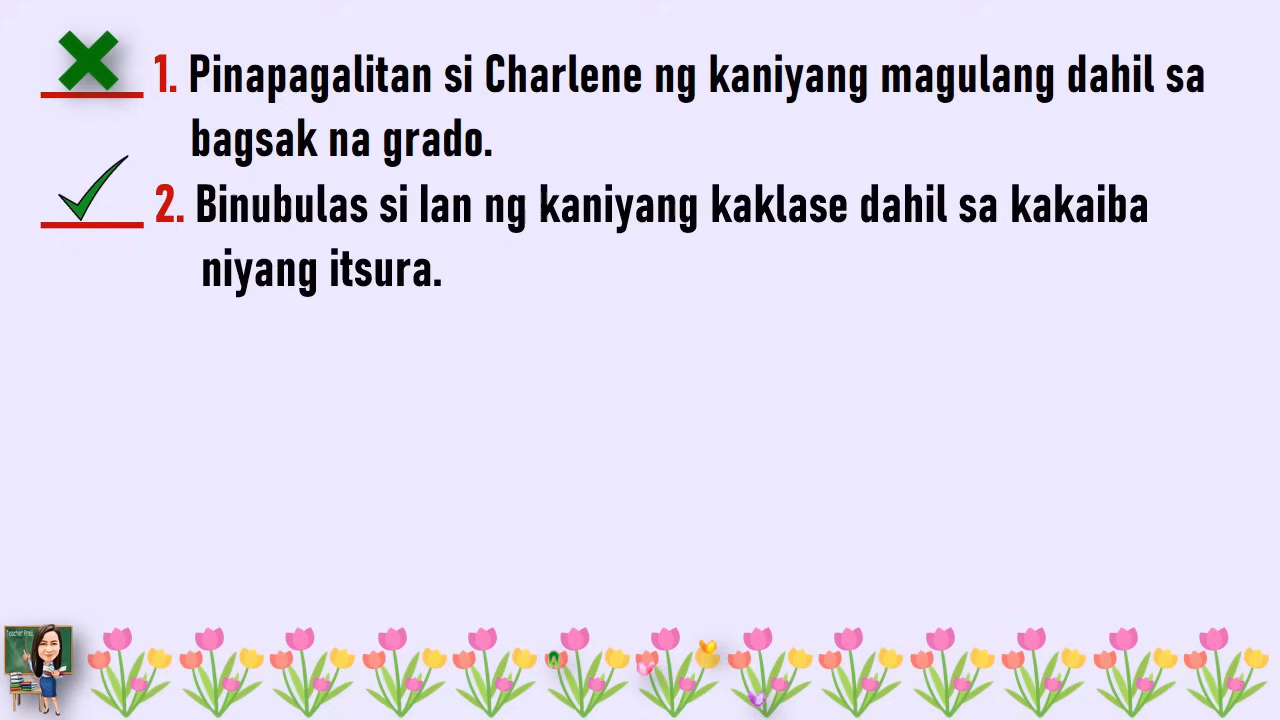 1. Pinapagalitan si Charlene ng kaniyang magulang dahil sa
bagsak na grado.
2. Binubulas si Ian ng kaniyang kaklase dahil sa kakaiba
niyang itsura.